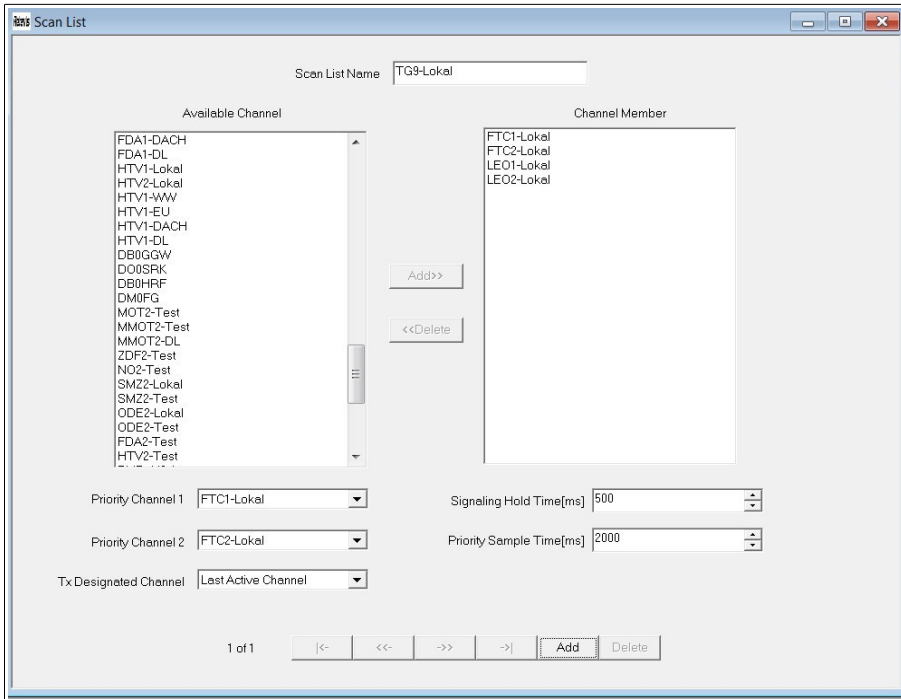 Scan List
Scan List Name TG9-Lokal
Available Channel
FDA1-DACH
FDA1-DL
HTV1-Lokal
HTV2-Lokal
HTV1-WW
HTV1-EU
HTV1-DACH
HTV1-DL
DB0GGW
DO0SRK
DB0HRF
DM0FG
MOT2-Test
MMOT2-Test
MMOT2-DL
ZDF2-Test
NO2-Test
SMZ2-Lokal
SMZ2-Test
ODE2-Lokal
ODE2-Test
FDA2-Test
HTV2-Test
Add>>
<<Delete
Channel Member
FTC1-Lokal
FTC2-Lokal
LEO1-Lokal
LEO2-Lokal
Priority Channel 1 FTC1-Lokal
Signaling Hold Time[ms] 500
Priority Channel 2 FTC2-Lokal
Priority Sample Time[ms] 2000
Tx Designated Channel Last Active Channel
1 of 1 |<- <<- ->> ->| Add Delete